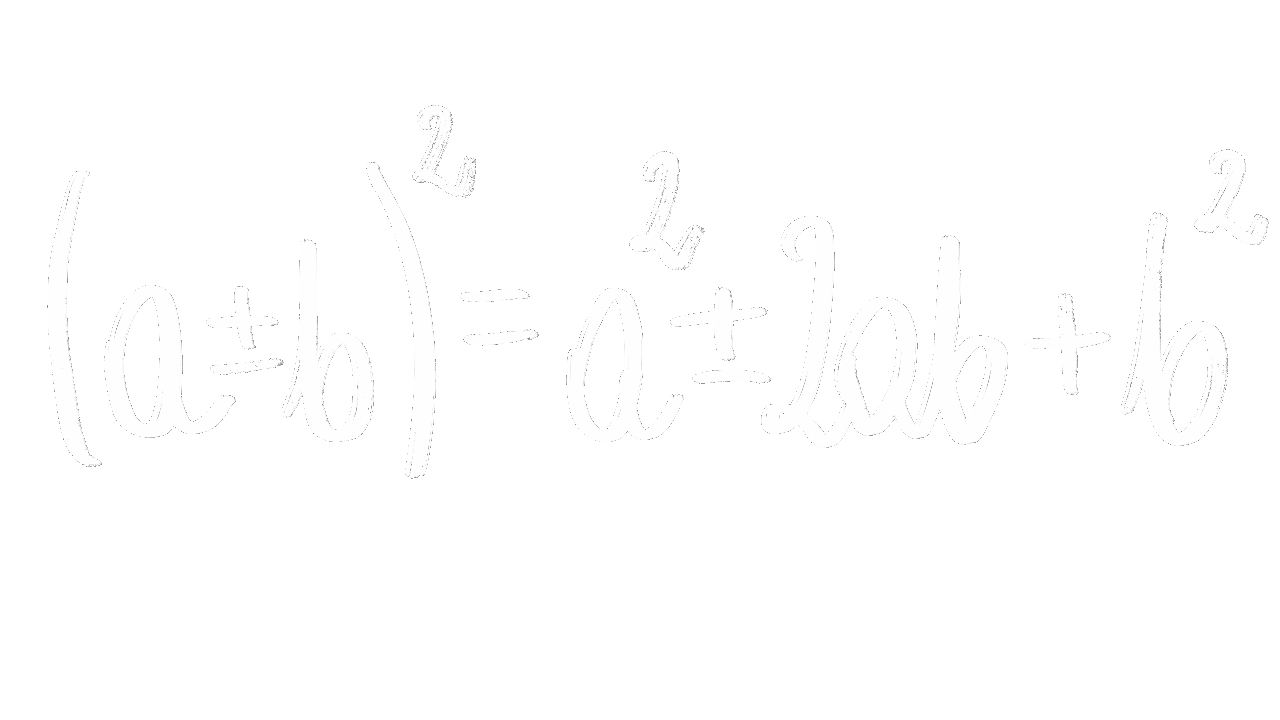 (a±b)² = a² ± 2ab + b²